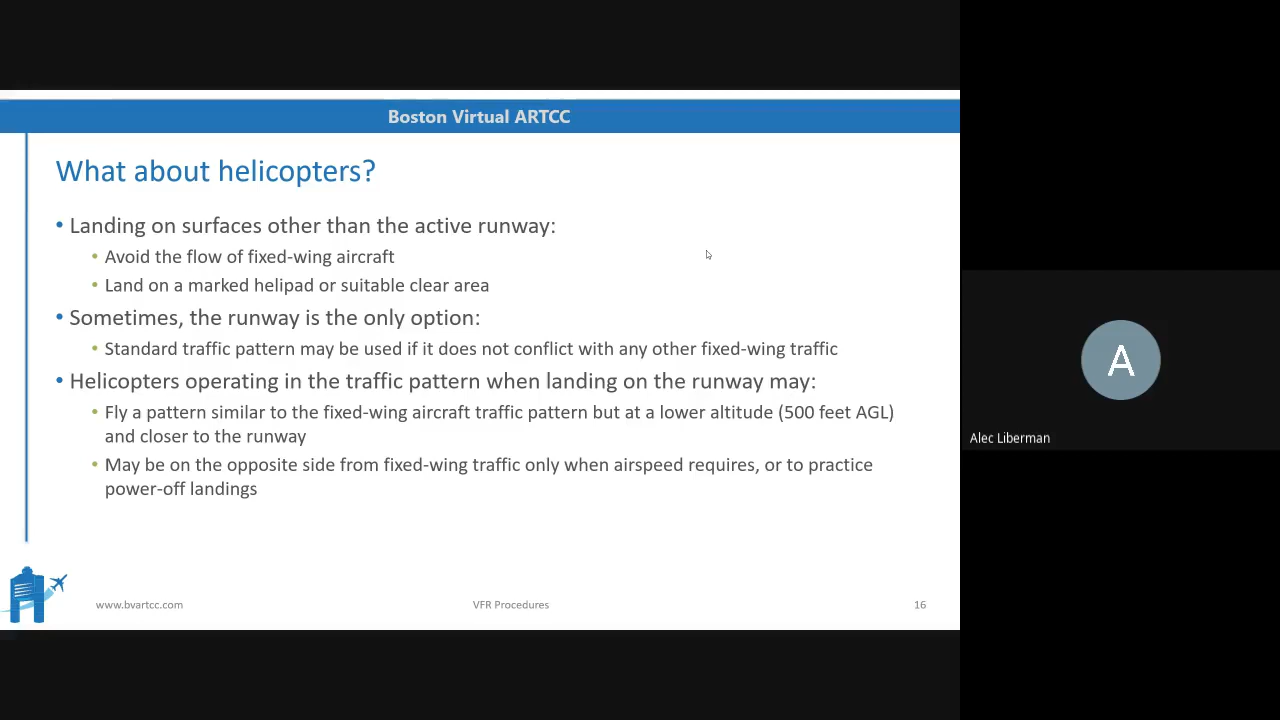 Boston Virtual ARTCC
What about helicopters?
• Landing on surfaces other than the active runway:
• Avoid the flow of fixed-wing aircraft
• Land on a marked helipad or suitable clear area
• Sometimes, the runway is the only option:
• Standard traffic pattern may be used if it does not conflict with any other fixed-wing traffic
• Helicopters operating in the traffic pattern when landing on the runway may:
• Fly a pattern similar to the fixed-wing aircraft traffic pattern but at a lower altitude (500 feet AGL)
and closer to the runway
• May be on the opposite side from fixed-wing traffic only when airspeed requires, or to practice
power-off landings
www.bvartcc.com
VFR Procedures
16
A
Alec Liberman